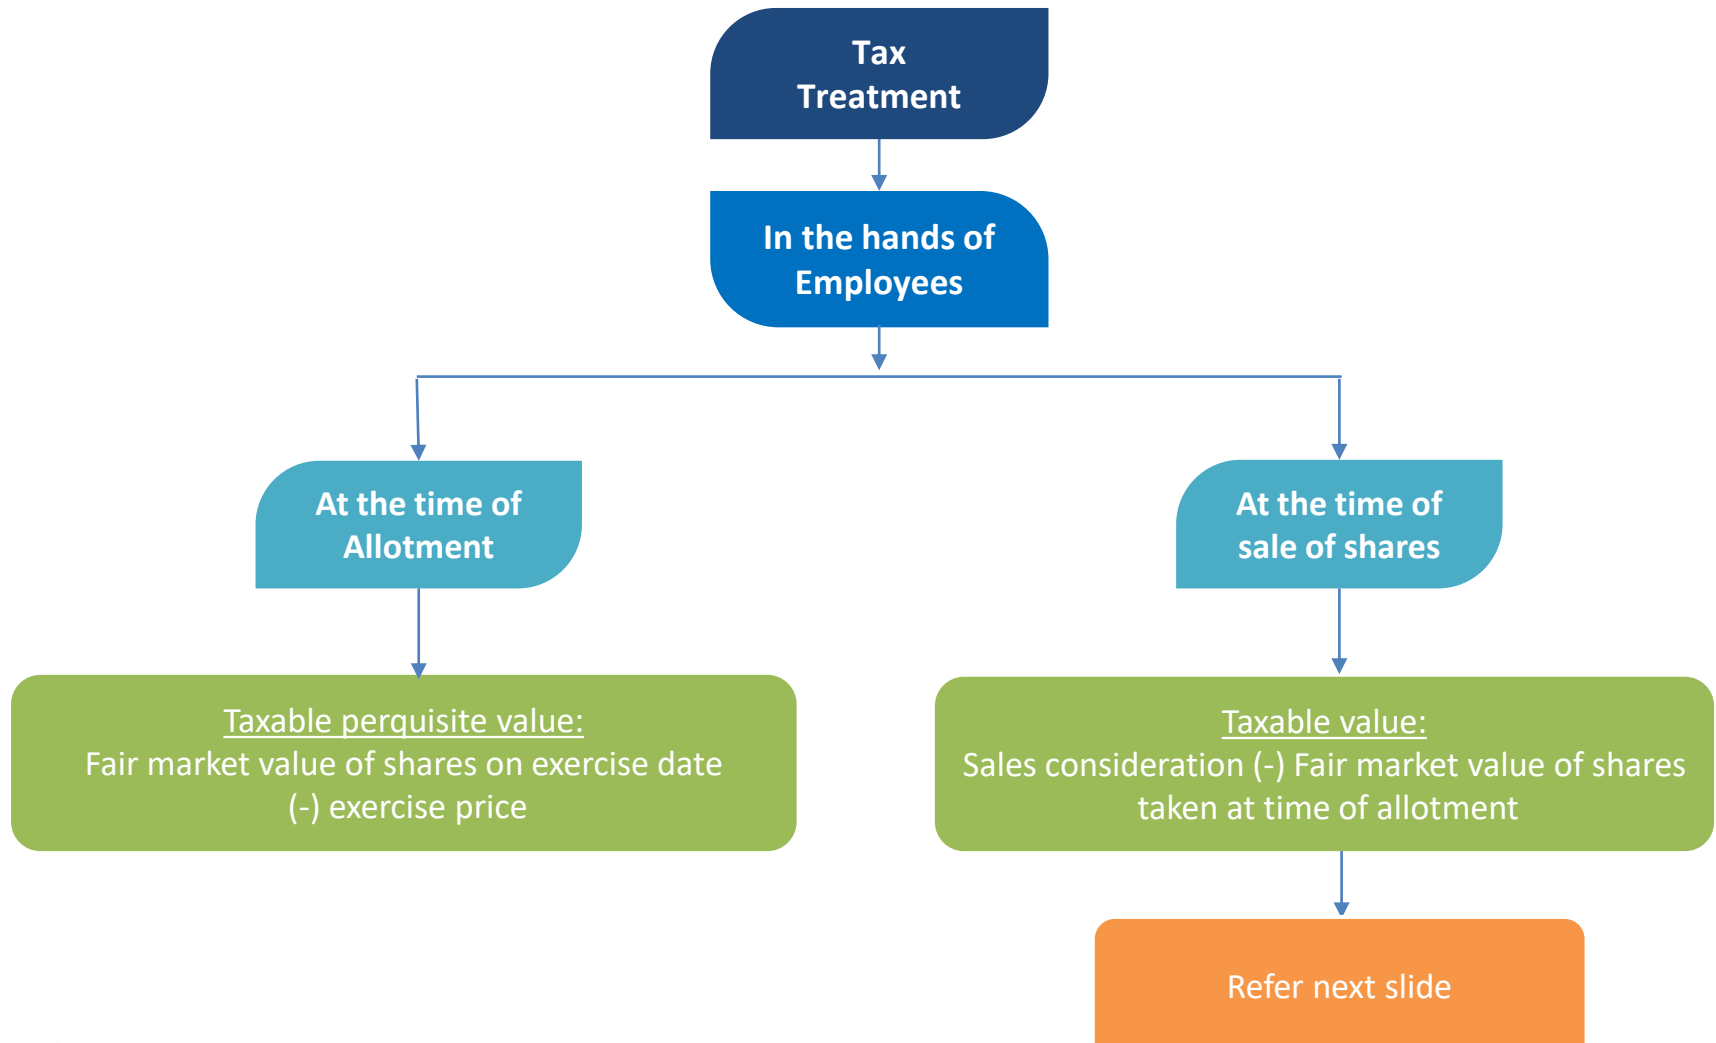 Tax
Treatment
In the hands of
Employees
At the time of
Allotment
At the time of
sale of shares
Taxable perquisite value:
Fair market value of shares on exercise date
(-) exercise price
Taxable value:
Sales consideration (-) Fair market value of shares
taken at time of allotment
Refer next slide